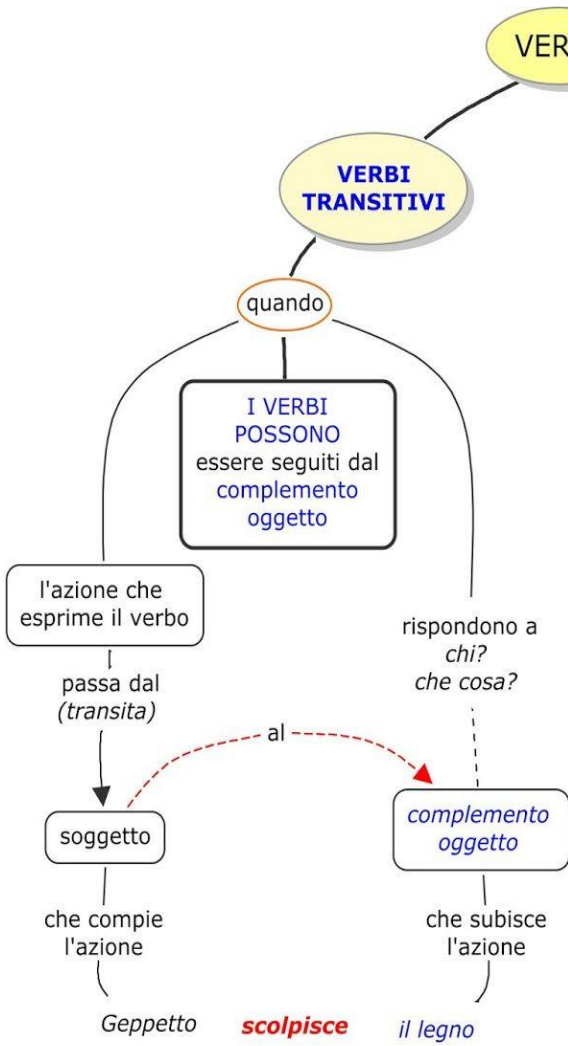 VER
VERBI
TRANSITIVI
quando
I VERBI
POSSONO
essere seguiti dal
complemento
oggetto
l'azione che
esprime il verbo
passa dal
(transita)
rispondono a
chi?
che cosa?
al
soggetto
complemento
oggetto
che compie
l'azione
che subisce
l'azione
Geppetto scolpisce il legno